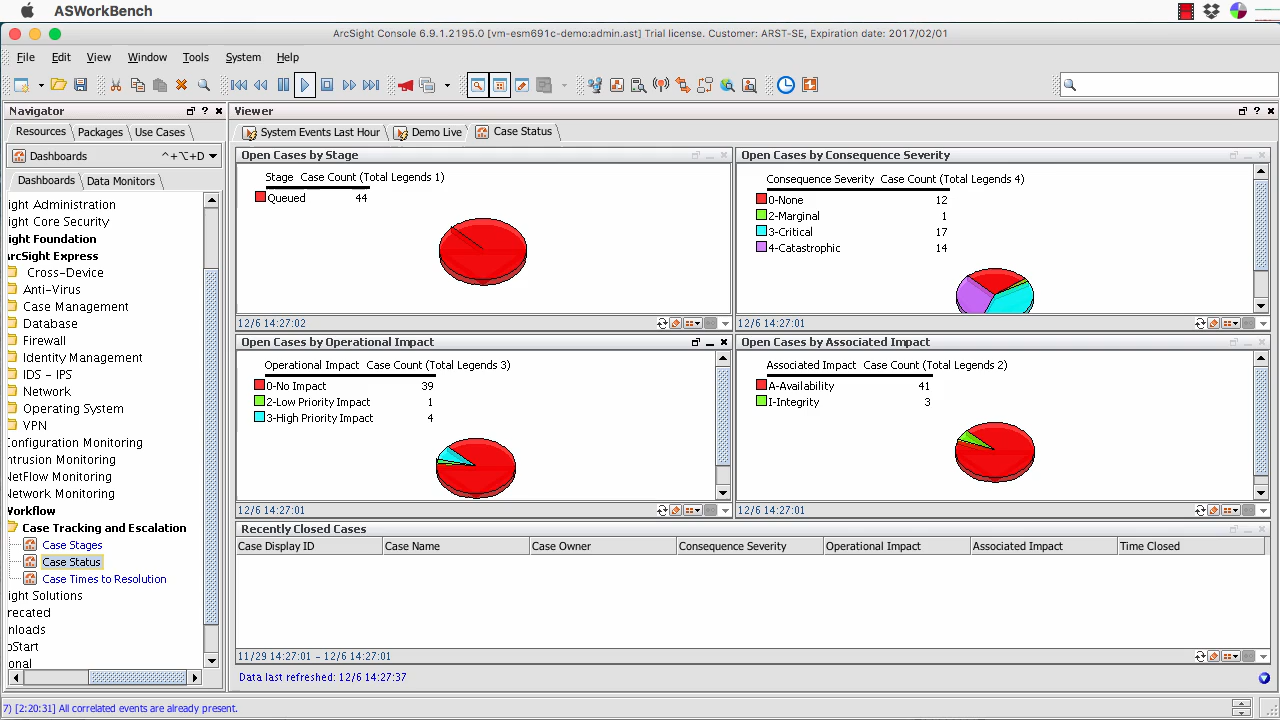 ASWorkBench
ArcSight Console 6.9.1.2195.0 [vm-esm691c-demo:admin.ast] Trial license. Customer: ARST-SE, Expiration date: 2017/02/01
File Edit View Window Tools System Help
Navigator
Resources Packages Use Cases
Dashboards ^+⌥+D
Dashboards Data Monitors
ight Administration
ight Core Security
ight Foundation
ArcSight Express
Cross-Device
Anti-Virus
Case Management
Database
Firewall
Identity Management
IDS - IPS
Network
Operating System
VPN
Configuration Monitoring
ntrusion Monitoring
NetFlow Monitoring
Network Monitoring
Workflow
Case Tracking and Escalation
Case Stages
Case Status
Case Times to Resolution
ight Solutions
recated
nloads
oStart
onal
Viewer
System Events Last Hour Demo Live Case Status
Open Cases by Stage
Stage Case Count (Total Legends 1)
Queued 44
12/6 14:27:02
Open Cases by Consequence Severity
Consequence Severity Case Count (Total Legends 4)
0-None 12
2-Marginal 1
3-Critical 17
4-Catastrophic 14
12/6 14:27:01
Open Cases by Operational Impact
Operational Impact Case Count (Total Legends 3)
0-No Impact 39
2-Low Priority Impact 1
3-High Priority Impact 4
12/6 14:27:01
Open Cases by Associated Impact
Associated Impact Case Count (Total Legends 2)
A-Availability 41
I-Integrity 3
12/6 14:27:01
Recently Closed Cases
Case Display ID Case Name Case Owner Consequence Severity Operational Impact Associated Impact Time Closed
11/29 14:27:01 - 12/6 14:27:01
Data last refreshed: 12/6 14:27:37
7) [2:20:31] All correlated events are already present.